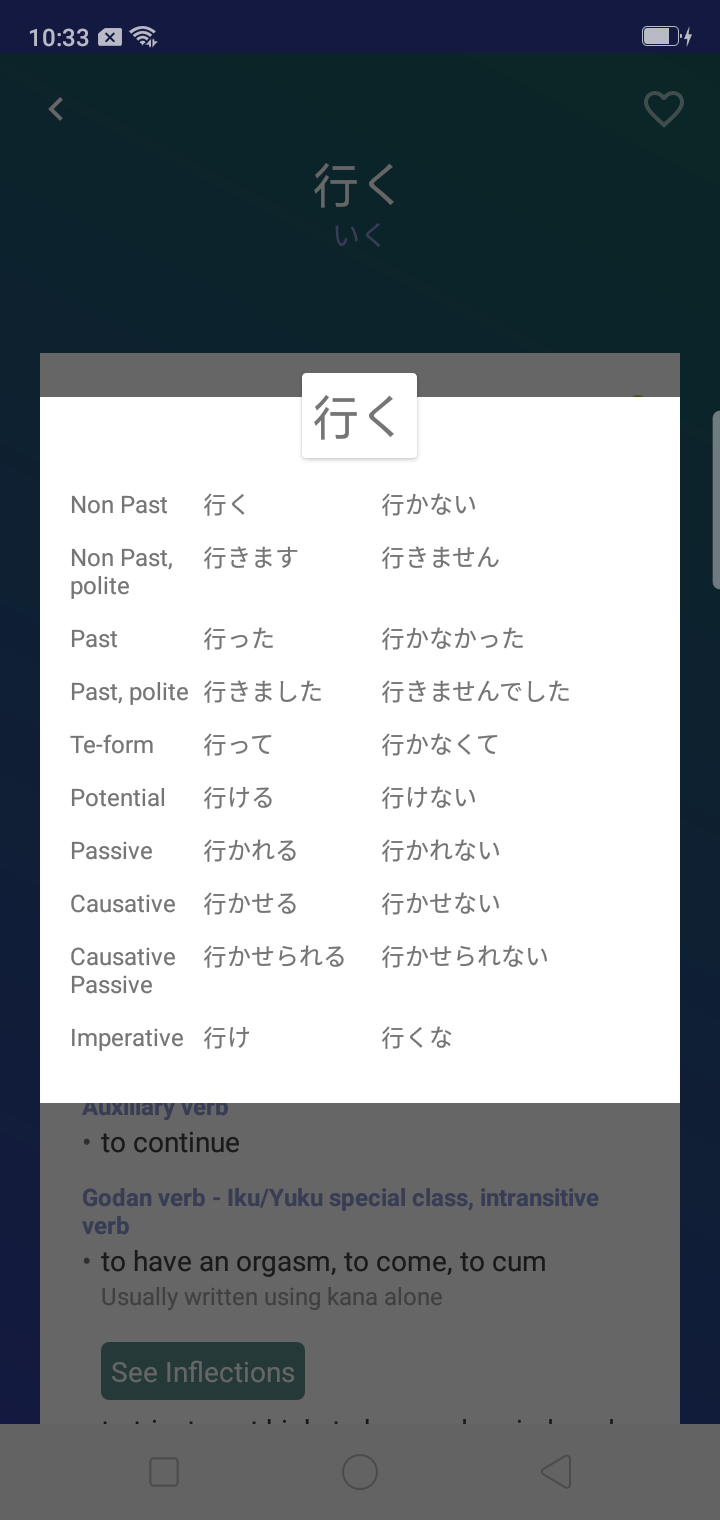 10:33
行く
いく
行く
Non Past 行く 行かない
Non Past, 行きます 行きません
polite
Past 行った 行かなかった
Past, polite 行きました 行きませんでした
Te-form 行って 行かなくて
Potential 行ける 行けない
Passive 行かれる 行かれない
Causative 行かせる 行かせない
Causative 行かせられる 行かせられない
Passive
Imperative 行け 行くな
Auxiliary verb
• to continue
Godan verb - Iku/Yuku special class, intransitive
verb
• to have an orgasm, to come, to cum
Usually written using kana alone
See Inflections